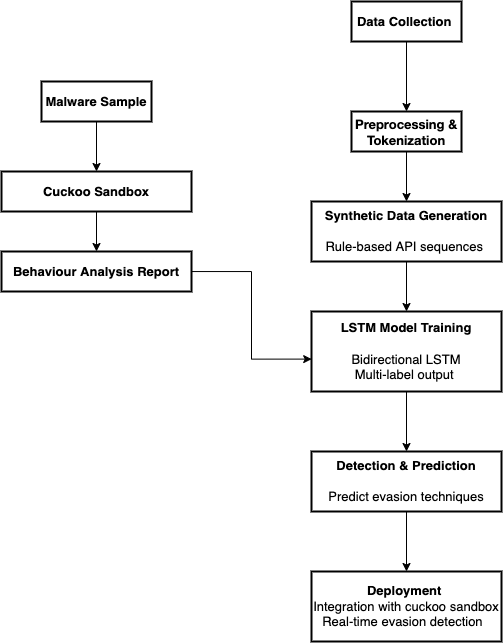 Data Collection
Malware Sample
Preprocessing &
Tokenization
Cuckoo Sandbox
Synthetic Data Generation
Rule-based API sequences
Behaviour Analysis Report
LSTM Model Training
Bidirectional LSTM
Multi-label output
Detection & Prediction
Predict evasion techniques
Deployment
Integration with cuckoo sandbox
Real-time evasion detection